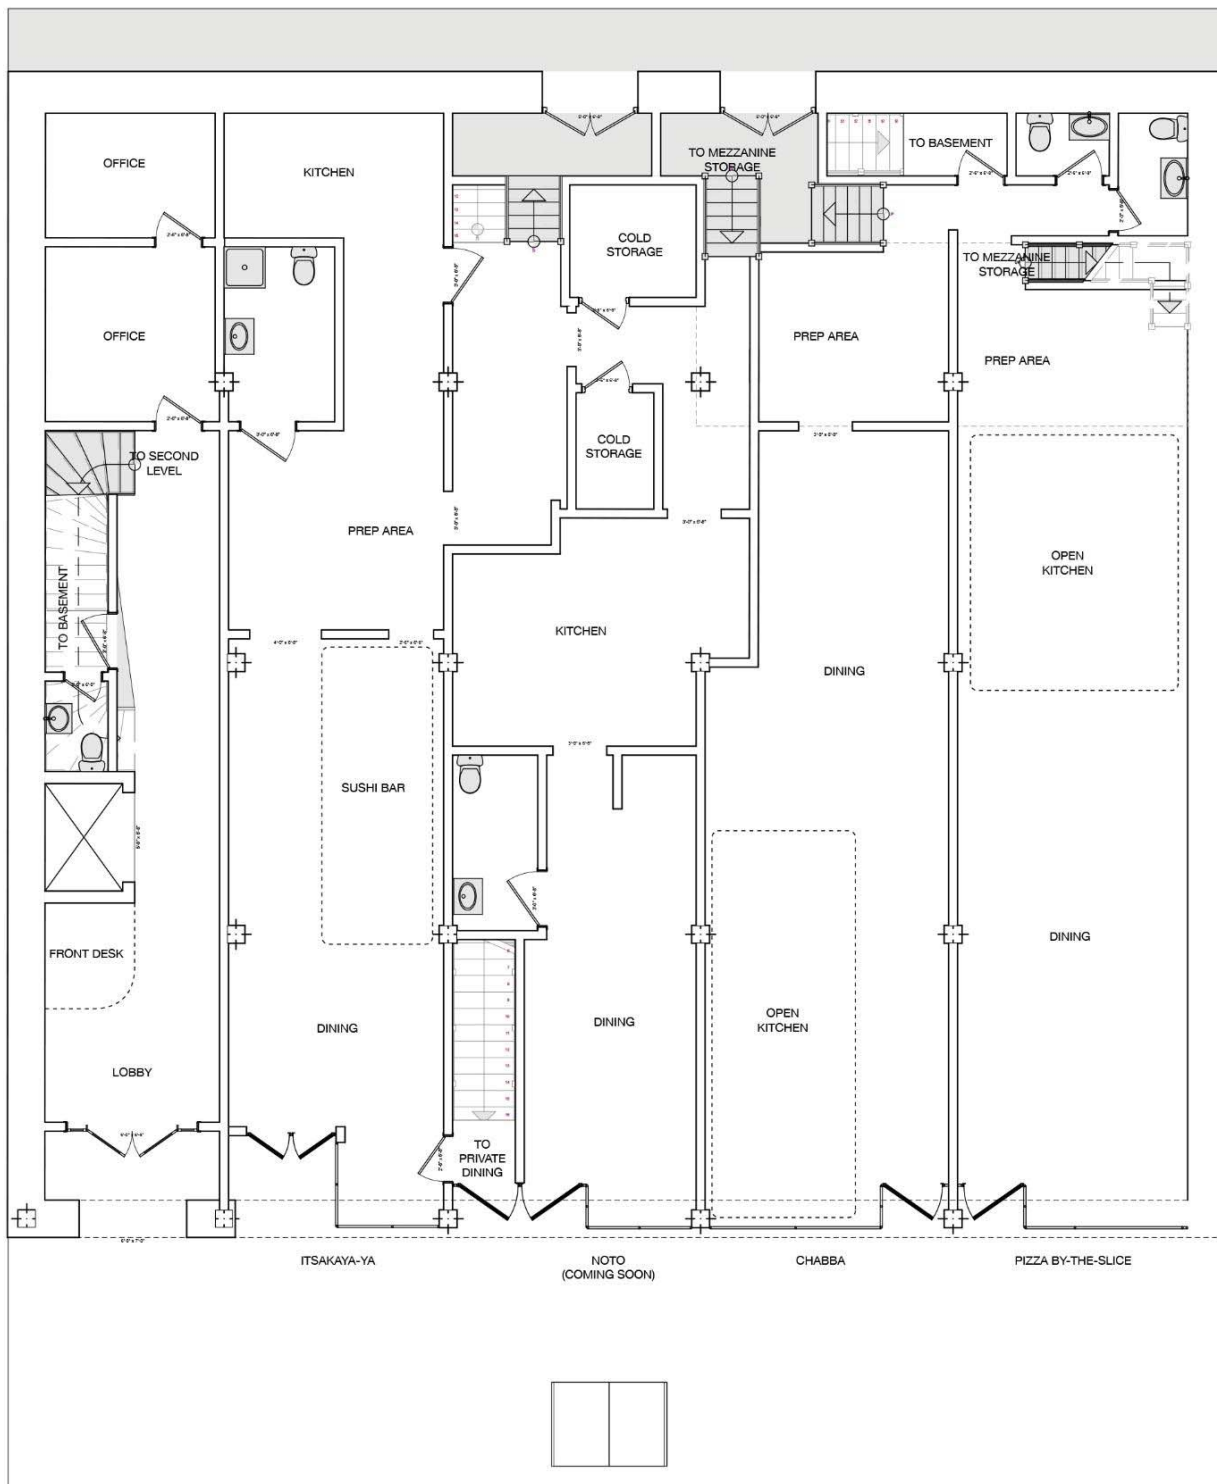 OFFICE
KITCHEN
TO MEZZANINE
STORAGE
TO BASEMENT
COLD
STORAGE
TO MEZZANINE
STORAGE
OFFICE
PREP AREA
PREP AREA
COLD
STORAGE
TO SECOND
LEVEL
PREP AREA
OPEN
KITCHEN
TO BASEMENT
KITCHEN
DINING
SUSHI BAR
DINING
FRONT DESK
DINING
DINING
OPEN
KITCHEN
LOBBY
TO
PRIVATE
DINING
ITSAKAYA-YA
NOTO
(COMING SOON)
CHABBA
PIZZA BY-THE-SLICE